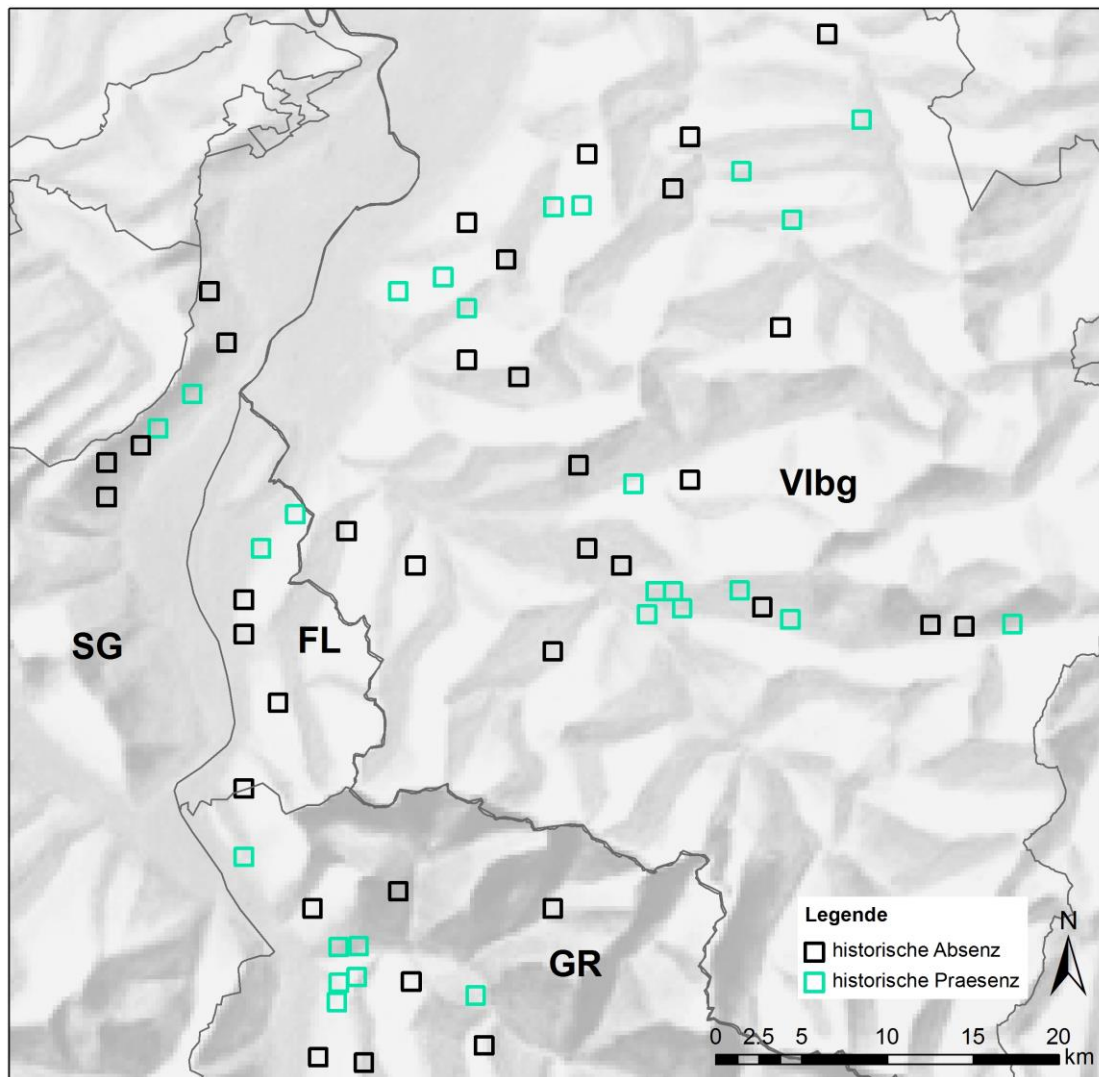 Vlbg
SG
FL
GR
Legende
historische Absenz
historische Praesenz
N
0 2.5 5 10 15 20
km